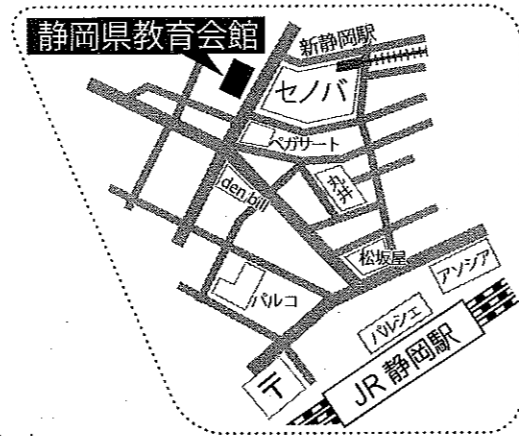 静岡県教育会館
新静岡駅
セノバ
ペガサート
丸井
den bill
松坂屋
アソシア
パルコ
パルシェ
JR 静岡駅
〒